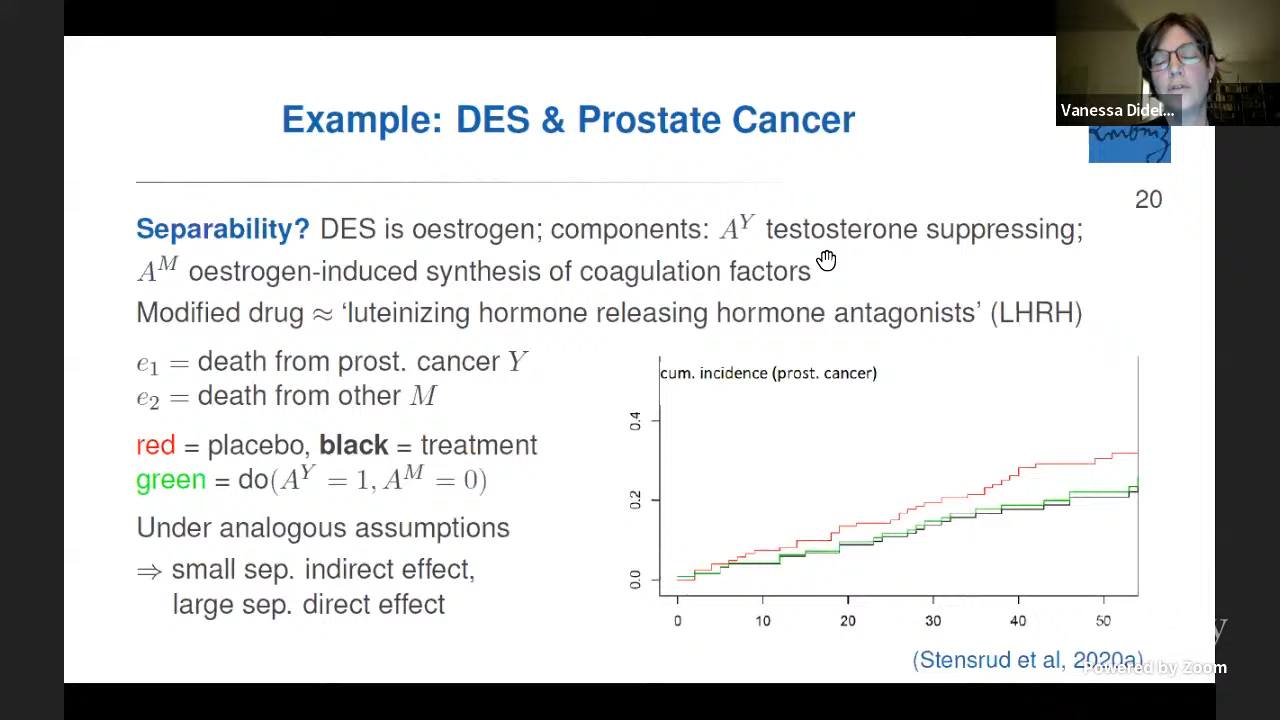 Vanessa Didel...
Example: DES & Prostate Cancer
20
Separability? DES is oestrogen; components: A^Y testosterone suppressing;
A^M oestrogen-induced synthesis of coagulation factors
Modified drug ≈ ‘luteinizing hormone releasing hormone antagonists’ (LHRH)
e₁ = death from prost. cancer Y
e₂ = death from other M
red = placebo, black = treatment
green = do(A^Y = 1, A^M = 0)
Under analogous assumptions
⇒ small sep. indirect effect,
large sep. direct effect
cum. incidence (prost. cancer)
0.4
0.2
0.0
0 10 20 30 40 50
(Stensrud et al, 2020a)
Powered by Zoom